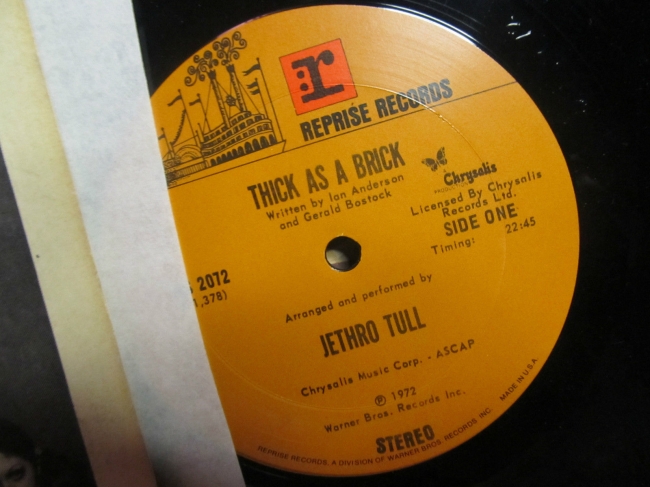 r
REPRISE RECORDS
THICK AS A BRICK
Written by Ian Anderson
and Gerald Bostock
Chrysalis
Licensed By Chrysalis
Records Ltd.
SIDE ONE
Timing: 22:45
2072
,378)
Arranged and performed by
JETHRO TULL
Chrysalis Music Corp. - ASCAP
℗ 1972
Warner Bros. Records Inc.
STEREO
REPRISE RECORDS, A DIVISION OF WARNER BROS. RECORDS INC. MADE IN U.S.A.